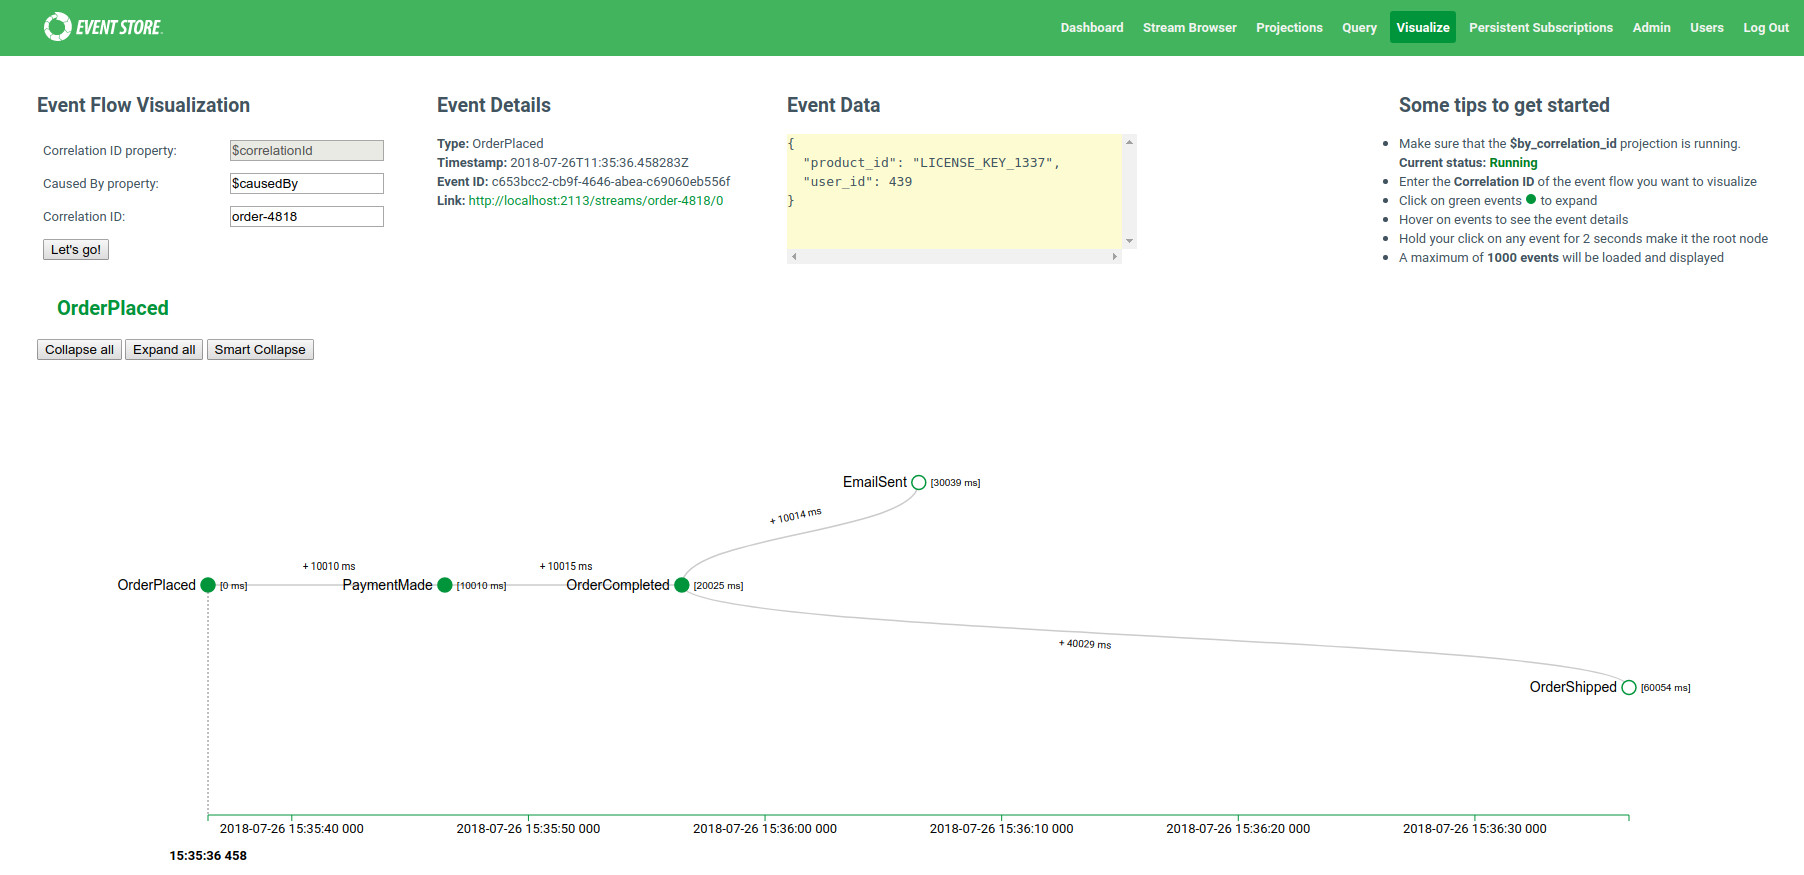 EVENT STORE
Dashboard Stream Browser Projections Query Visualize Persistent Subscriptions Admin Users Log Out
Event Flow Visualization
Correlation ID property: $correlationId
Caused By property: $causedBy
Correlation ID: order-4818
Let's go!
Event Details
Type: OrderPlaced
Timestamp: 2018-07-26T11:35:36.458283Z
Event ID: c653bcc2-cb9f-4646-abea-c69060eb556f
Link: http://localhost:2113/streams/order-4818/0
Event Data
{
"product_id": "LICENSE_KEY_1337",
"user_id": 439
}
Some tips to get started
Make sure that the $by_correlation_id projection is running.
Current status: Running
Enter the Correlation ID of the event flow you want to visualize
Click on green events to expand
Hover on events to see the event details
Hold your click on any event for 2 seconds make it the root node
A maximum of 1000 events will be loaded and displayed
OrderPlaced
Collapse all Expand all Smart Collapse
EmailSent [30039 ms]
+ 10014 ms
+ 10010 ms + 10015 ms
OrderPlaced [0 ms] PaymentMade [10010 ms] OrderCompleted [20025 ms]
+ 40029 ms
OrderShipped [60054 ms]
2018-07-26 15:35:40 000 2018-07-26 15:35:50 000 2018-07-26 15:36:00 000 2018-07-26 15:36:10 000 2018-07-26 15:36:20 000 2018-07-26 15:36:30 000
15:35:36 458